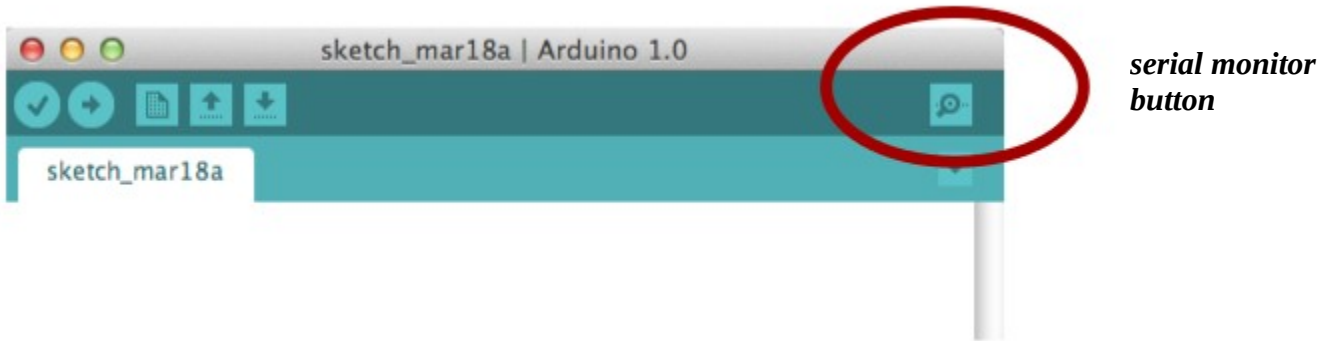 sketch_mar18a | Arduino 1.0
serial monitor
button
sketch_mar18a